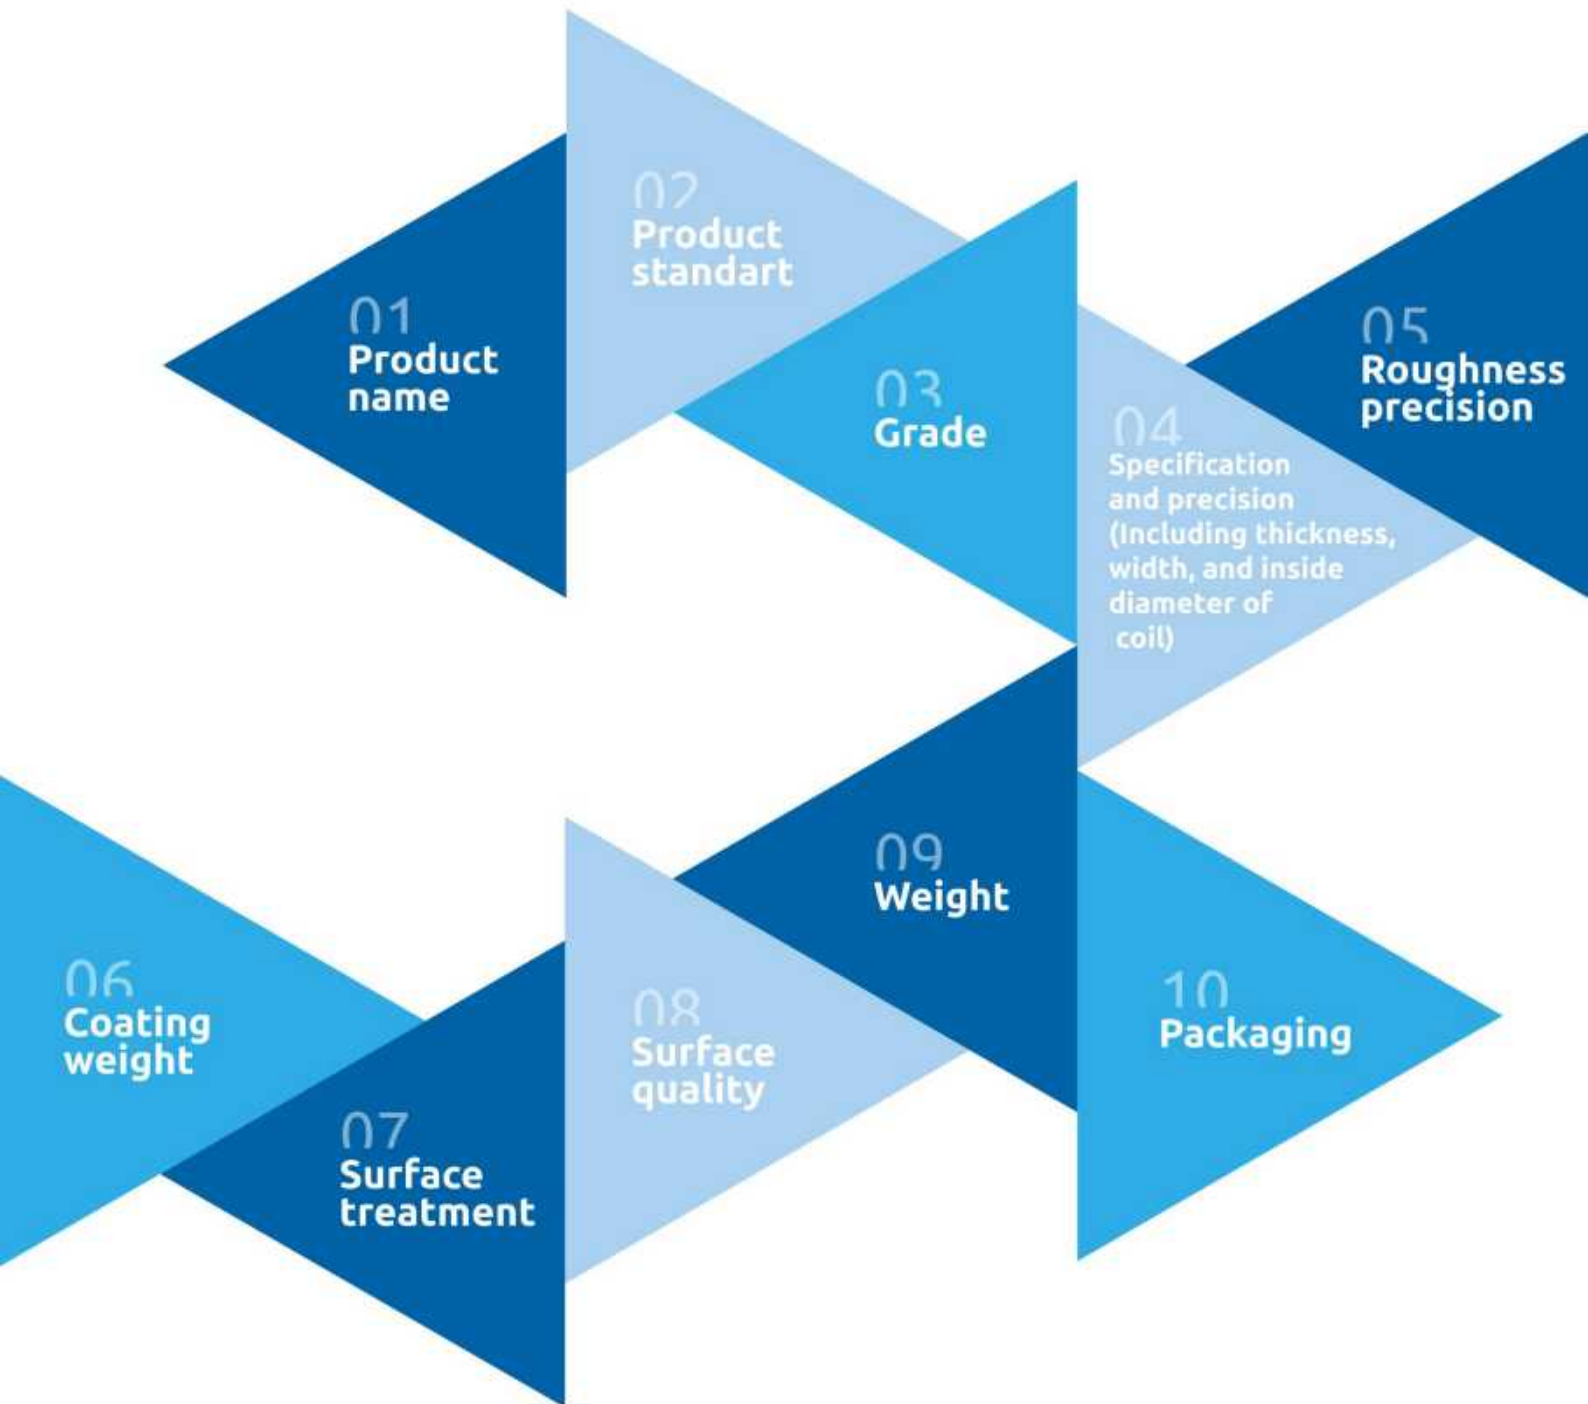 01
Product
name
02
Product
standart
03
Grade
04
Specification
and precision
(Including thickness,
width, and inside
diameter of
coil)
05
Roughness
precision
06
Coating
weight
07
Surface
treatment
08
Surface
quality
09
Weight
10
Packaging